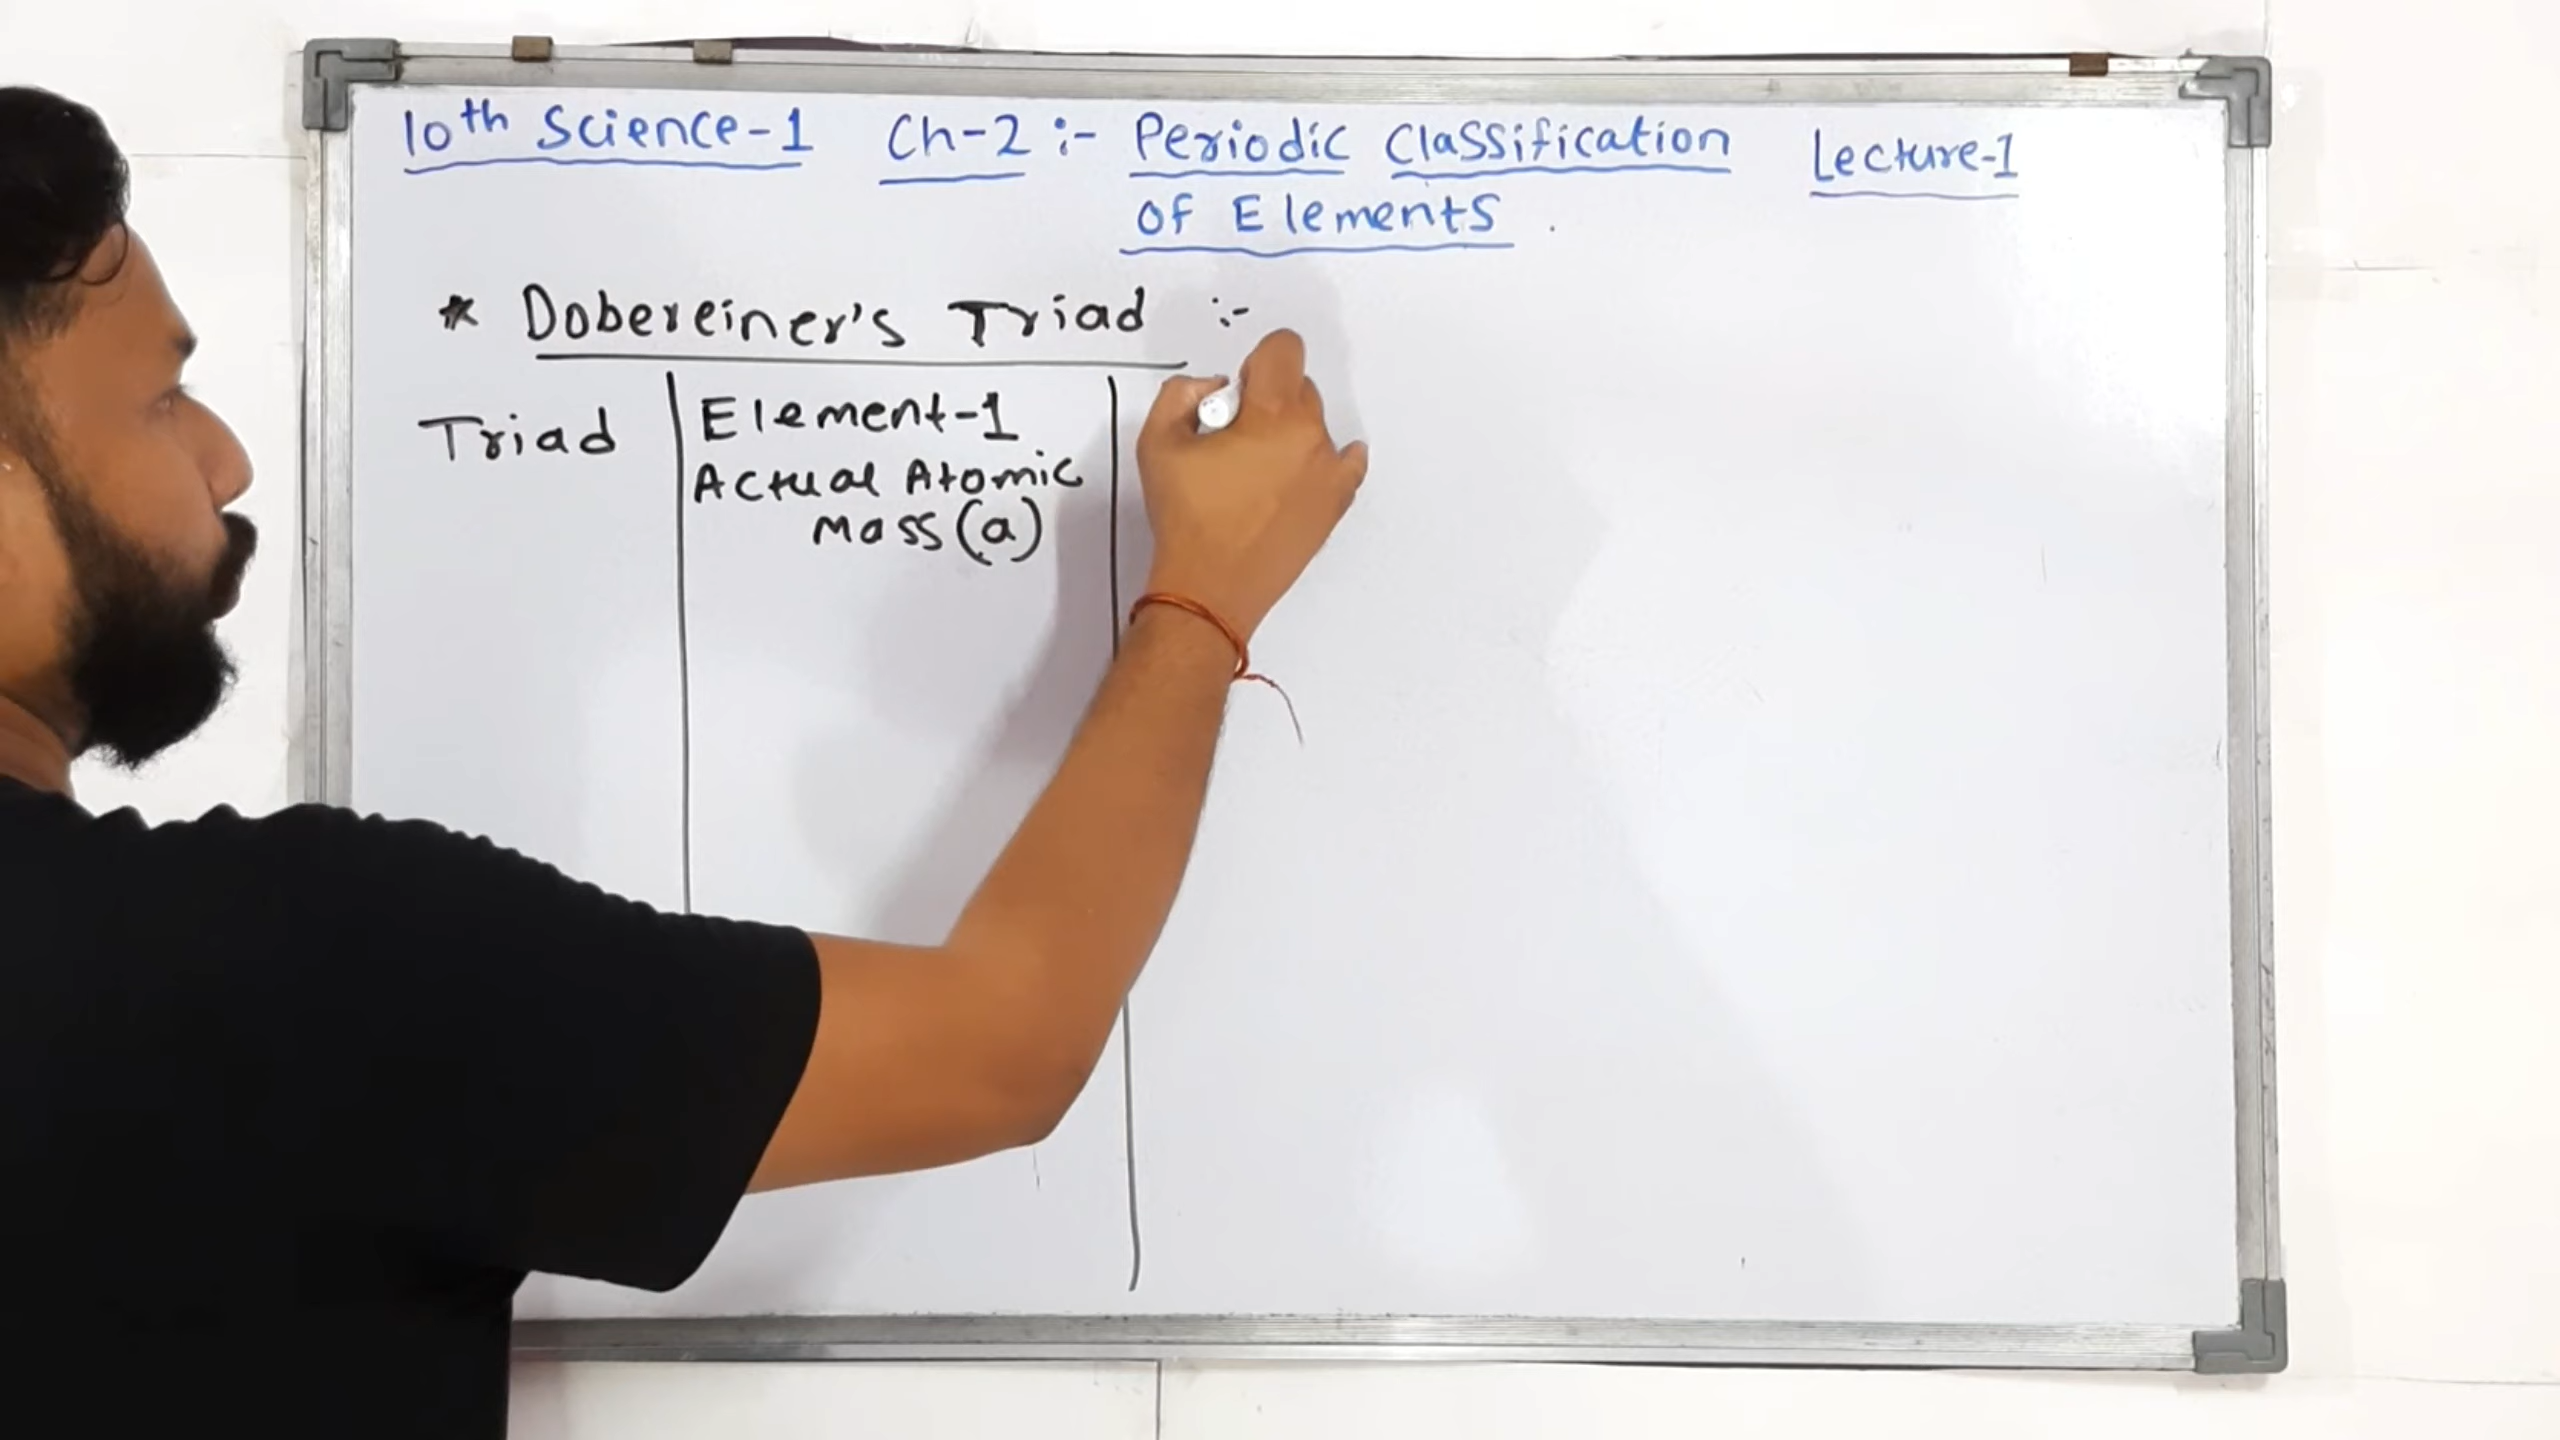 10th Science-1 Ch-2 :- Periodic Classification Lecture-1
of Elements .
* Dobereiner's Triad :-
Triad Element-1
Actual Atomic
Mass (a)